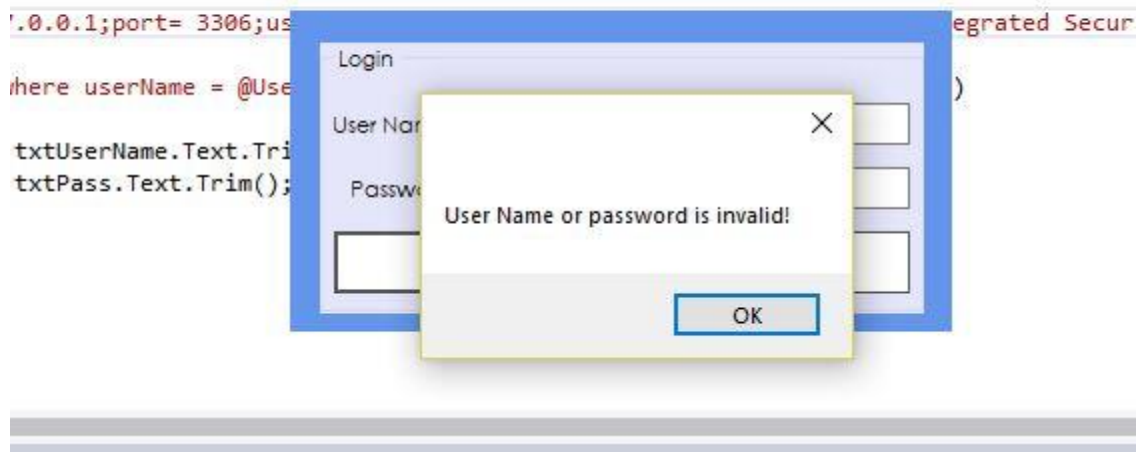 .0.0.1;port= 3306;us
egrated Secur
Login
here userName = @Use
)
User Nar
txtUserName.Text.Tri
txtPass.Text.Trim();
Passw
User Name or password is invalid!
OK